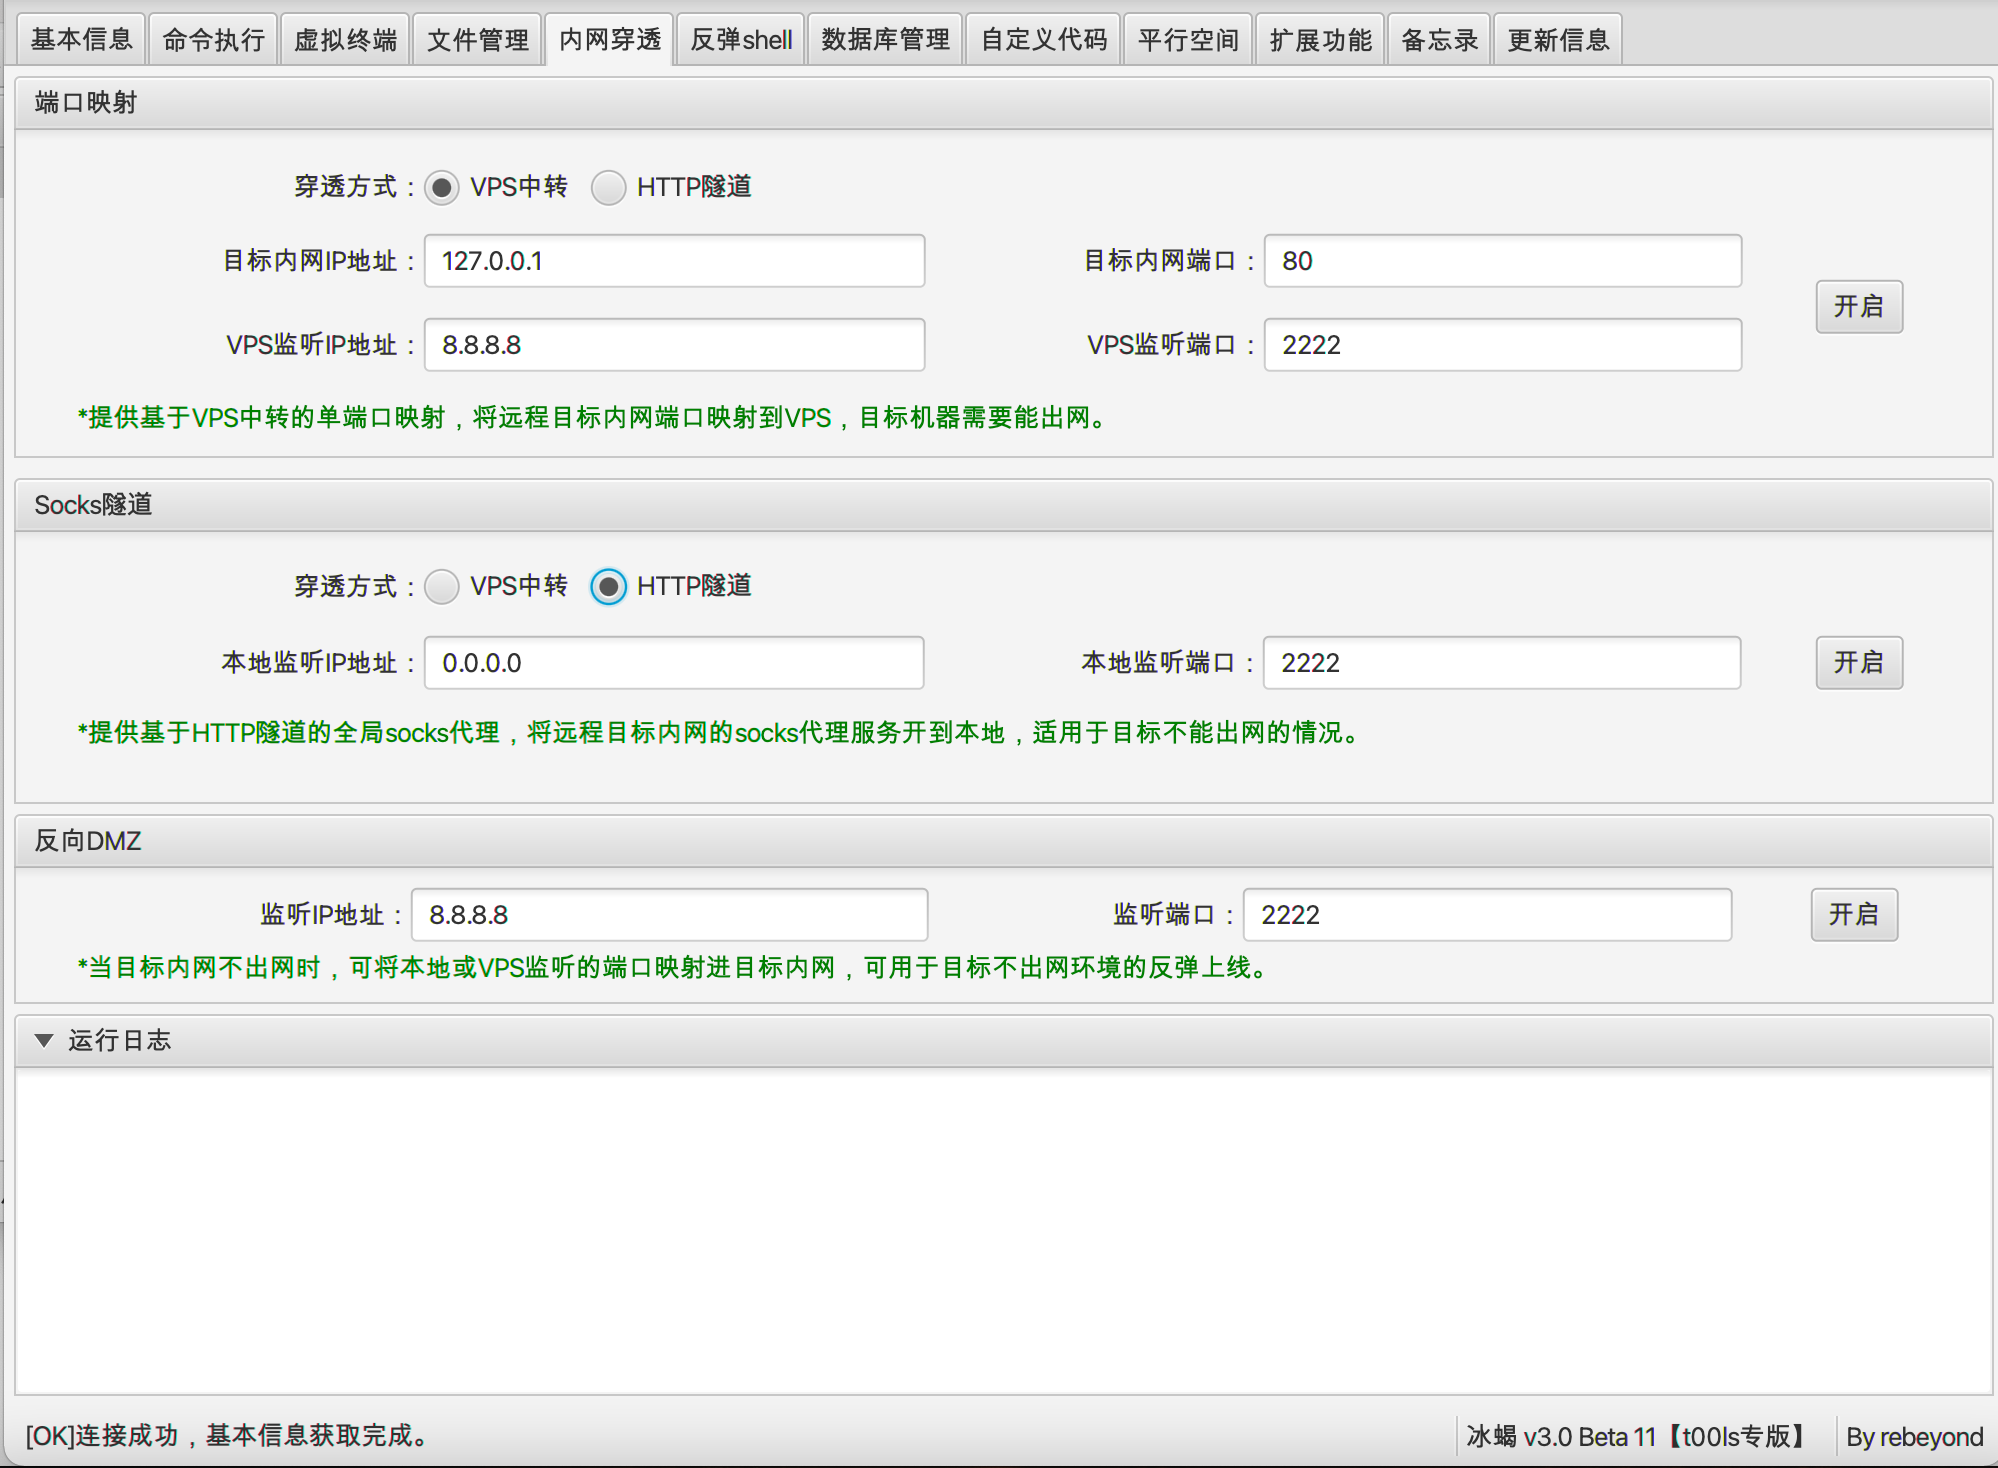 基本信息 命令执行 虚拟终端 文件管理 内网穿透 反弹shell 数据库管理 自定义代码 平行空间 扩展功能 备忘录 更新信息
端口映射
穿透方式： VPS中转 HTTP隧道
目标内网IP地址： 127.0.0.1 目标内网端口： 80
开启
VPS监听IP地址： 8.8.8.8 VPS监听端口： 2222
*提供基于VPS中转的单端口映射，将远程目标内网端口映射到VPS，目标机器需要能出网。
Socks隧道
穿透方式： VPS中转 HTTP隧道
本地监听IP地址： 0.0.0.0 本地监听端口： 2222 开启
*提供基于HTTP隧道的全局socks代理，将远程目标内网的socks代理服务开到本地，适用于目标不能出网的情况。
反向DMZ
监听IP地址： 8.8.8.8 监听端口： 2222 开启
*当目标内网不出网时，可将本地或VPS监听的端口映射进目标内网，可用于目标不出网环境的反弹上线。
运行日志
[OK]连接成功，基本信息获取完成。 冰蝎 v3.0 Beta 11【t00ls专版】 By rebeyond